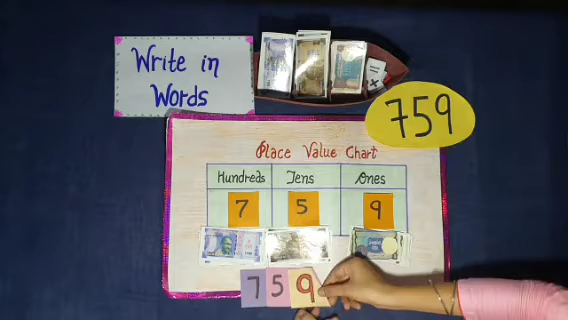 Write in
Words
759
Place Value Chart
Hundreds Tens Ones
7 5 9
7 5 9